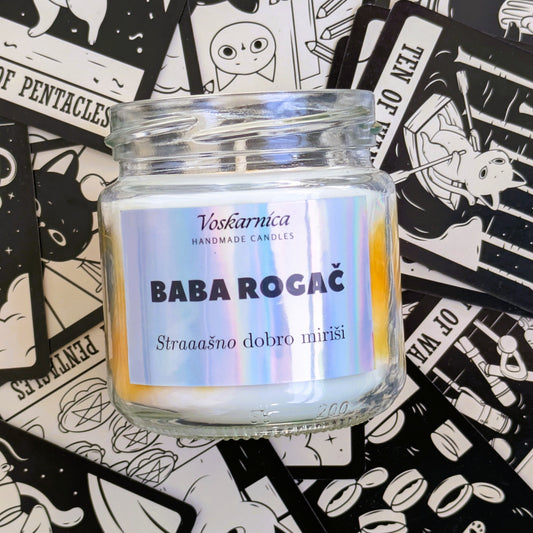 OF PENTACLES
TEN OF
Voskarnica
HANDMADE CANDLES
BABA ROGAČ
Straaašno dobro miriši
PENTACLES
OF WA
200